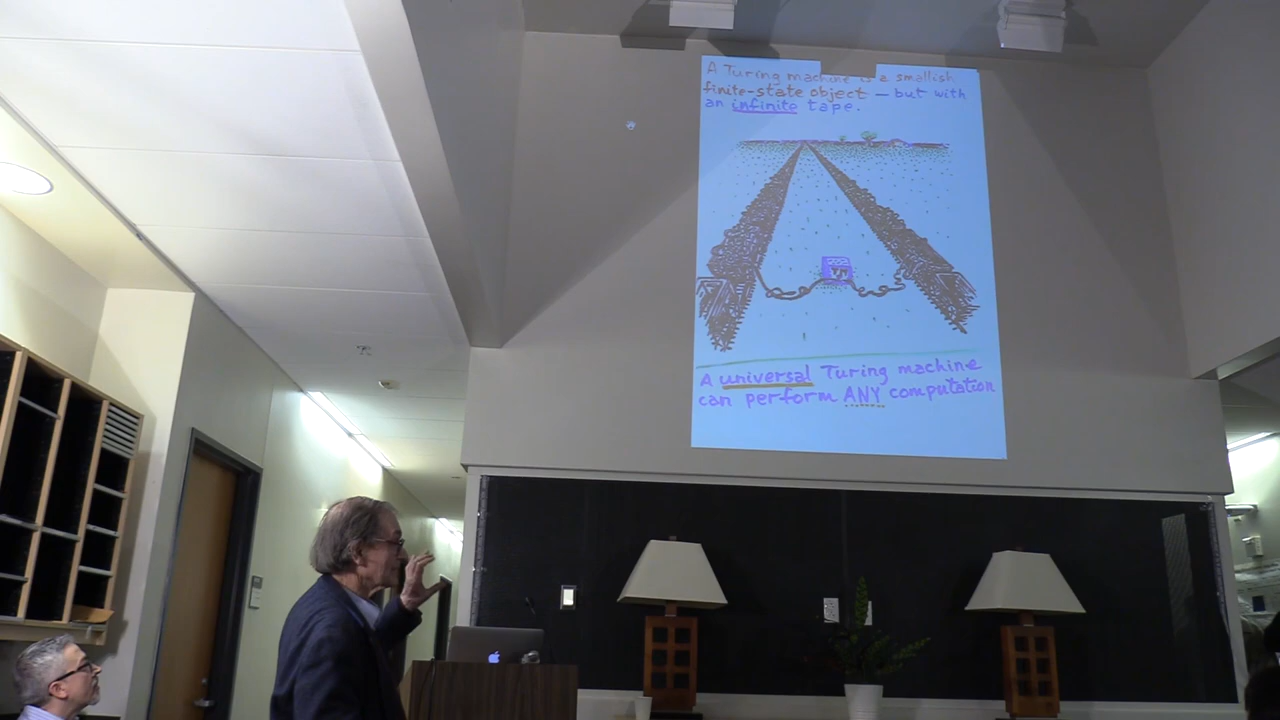 A Turing machine is a smallish
finite-state object — but with
an infinite tape.
A universal Turing machine
can perform ANY computation